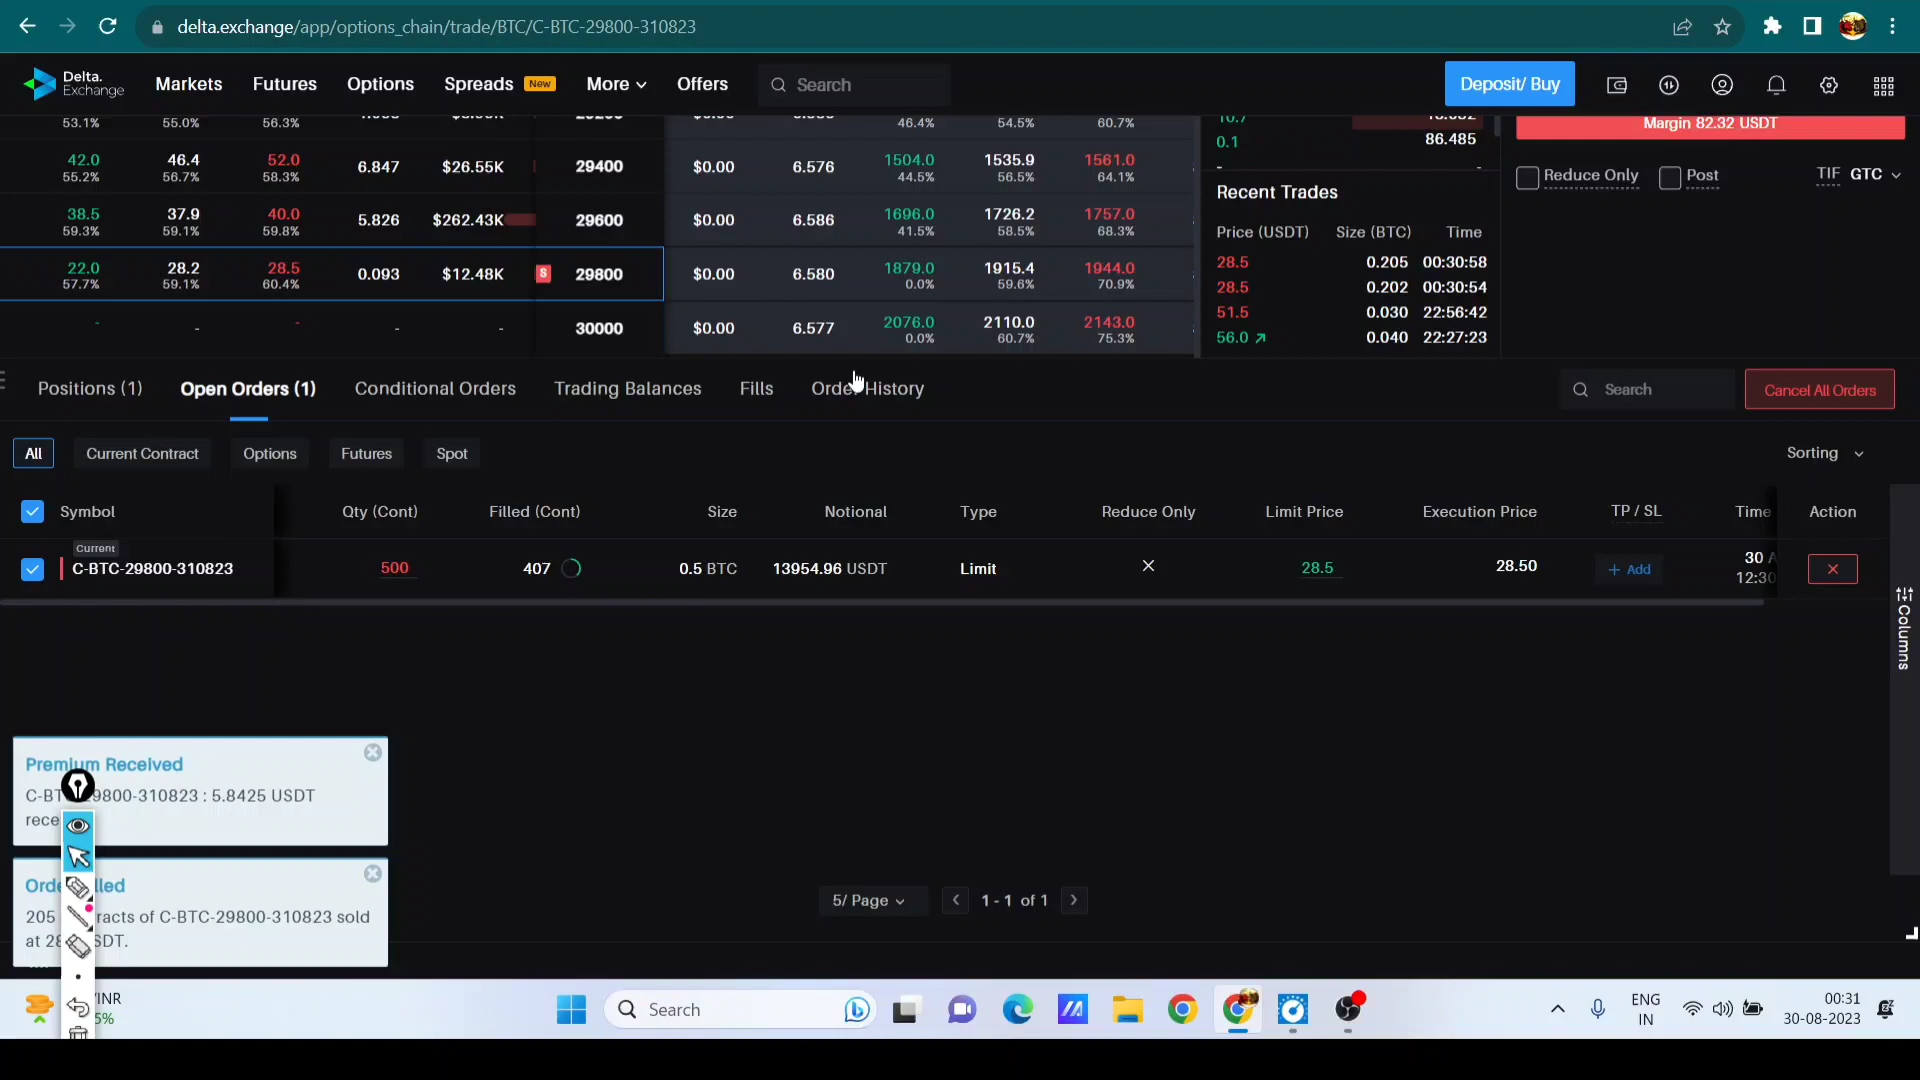 delta.exchange/app/options_chain/trade/BTC/C-BTC-29800-310823
Delta.
Exchange
Markets Futures Options Spreads New More Offers Search Deposit/ Buy
53.1% 55.0% 56.3% 46.4% 54.5% 60.7%
42.0 46.4 52.0 6.847 $26.55K 29400 $0.00 6.576 1504.0 1535.9 1561.0
55.2% 56.7% 58.3% 44.5% 56.5% 64.1%
38.5 37.9 40.0 5.826 $262.43K 29600 $0.00 6.586 1696.0 1726.2 1757.0
59.3% 59.1% 59.8% 41.5% 58.5% 68.3%
22.0 28.2 28.5 0.093 $12.48K S 29800 $0.00 6.580 1879.0 1915.4 1944.0
57.7% 59.1% 60.4% 0.0% 59.6% 70.9%
- - - - - 30000 $0.00 6.577 2076.0 2110.0 2143.0
0.0% 60.7% 75.3%
0.1 86.485
- -
Recent Trades
Price (USDT) Size (BTC) Time
28.5 0.205 00:30:58
28.5 0.202 00:30:54
51.5 0.030 22:56:42
56.0 0.040 22:27:23
Margin 82.32 USDT
Reduce Only Post TIF GTC
Positions (1) Open Orders (1) Conditional Orders Trading Balances Fills Order History Search Cancel All Orders
All Current Contract Options Futures Spot Sorting
Symbol Qty (Cont) Filled (Cont) Size Notional Type Reduce Only Limit Price Execution Price TP / SL Time Action
Current
C-BTC-29800-310823 500 407 0.5 BTC 13954.96 USDT Limit 28.5 28.50 + Add 30 A
12:30
Columns
Premium Received
C-BT 9800-310823 : 5.8425 USDT
rece
Orde lled
205 racts of C-BTC-29800-310823 sold
at 28 SDT.
5/ Page 1 - 1 of 1
/INR
5%
Search
ENG
IN
00:31
30-08-2023